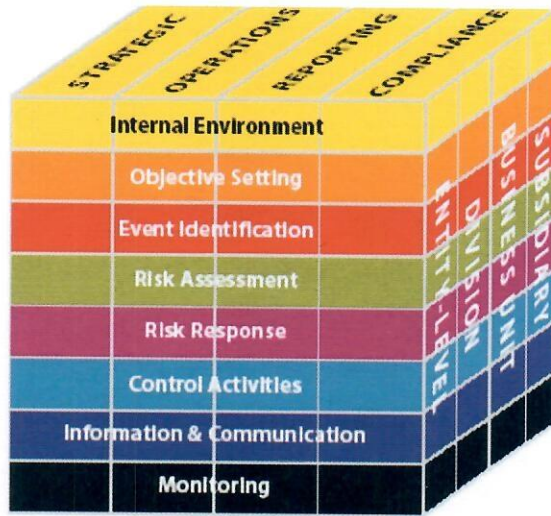 STRATEGIC
OPERATIONS
REPORTING
COMPLIANCE
Internal Environment
Objective Setting
Event Identification
Risk Assessment
Risk Response
Control Activities
Information & Communication
Monitoring
ENTITY-LEVEL
DIVISION
BUSINESS UNIT
SUBSIDIARY